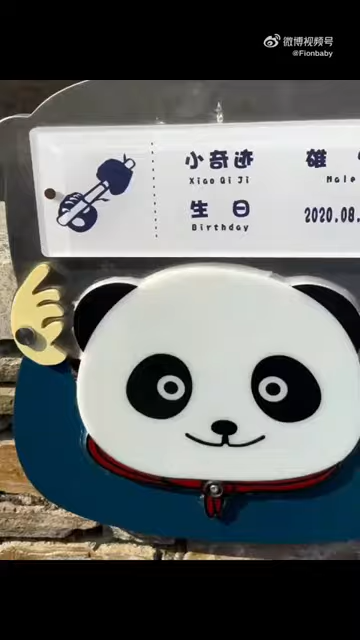 微博视频号
@Fionbaby
小奇迹 雄
Xiao Qi Ji Male
生 日 2020.08.
Birthday